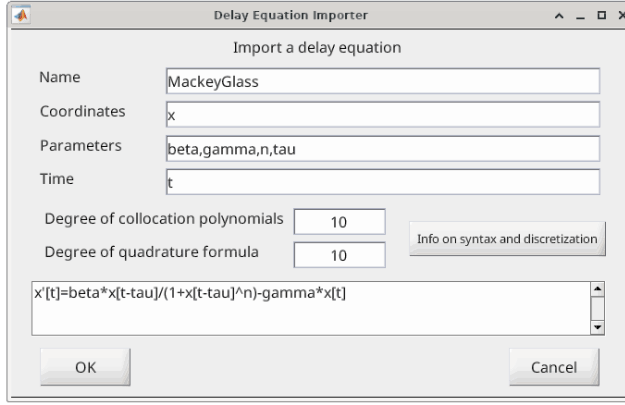 Delay Equation Importer
Import a delay equation
Name MackeyGlass
Coordinates x
Parameters beta,gamma,n,tau
Time t
Degree of collocation polynomials 10
Degree of quadrature formula 10
Info on syntax and discretization
x'[t]=beta*x[t-tau]/(1+x[t-tau]^n)-gamma*x[t]
OK Cancel